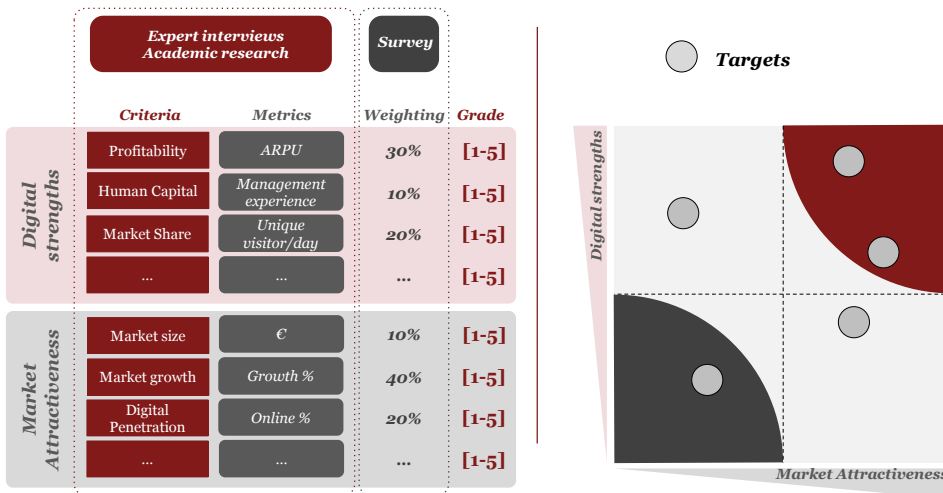 Expert interviews
Academic research
Survey
Targets
Criteria
Metrics
Weighting
Grade
Digital
strengths
Profitability
ARPU
30%
[1-5]
Human Capital
Management
experience
10%
[1-5]
Market Share
Unique
visitor/day
20%
[1-5]
...
...
...
[1-5]
Market
Attractiveness
Market size
€
10%
[1-5]
Market growth
Growth %
40%
[1-5]
Digital
Penetration
Online %
20%
[1-5]
...
...
...
[1-5]
Digital strengths
Market Attractiveness